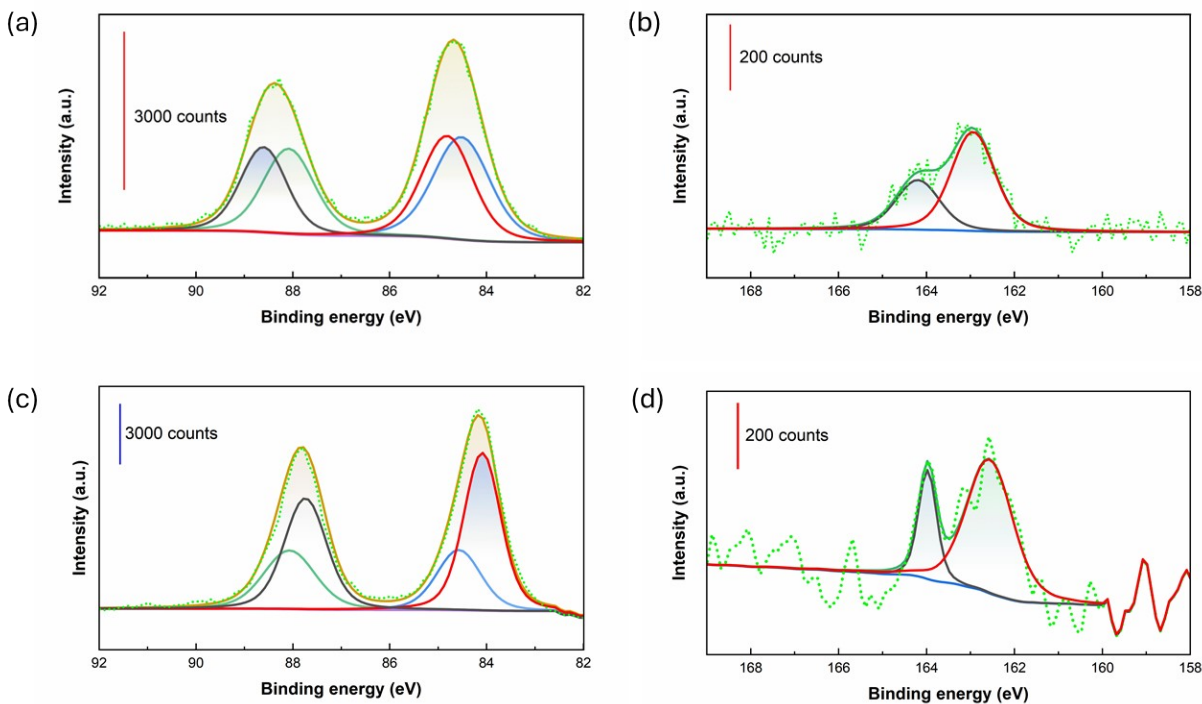 (a)
3000 counts
Intensity (a.u.)
92 90 88 86 84 82
Binding energy (eV)
(b)
200 counts
Intensity (a.u.)
168 166 164 162 160 158
Binding energy (eV)
(c)
3000 counts
Intensity (a.u.)
92 90 88 86 84 82
Binding energy (eV)
(d)
200 counts
Intensity (a.u.)
168 166 164 162 160 158
Binding energy (eV)